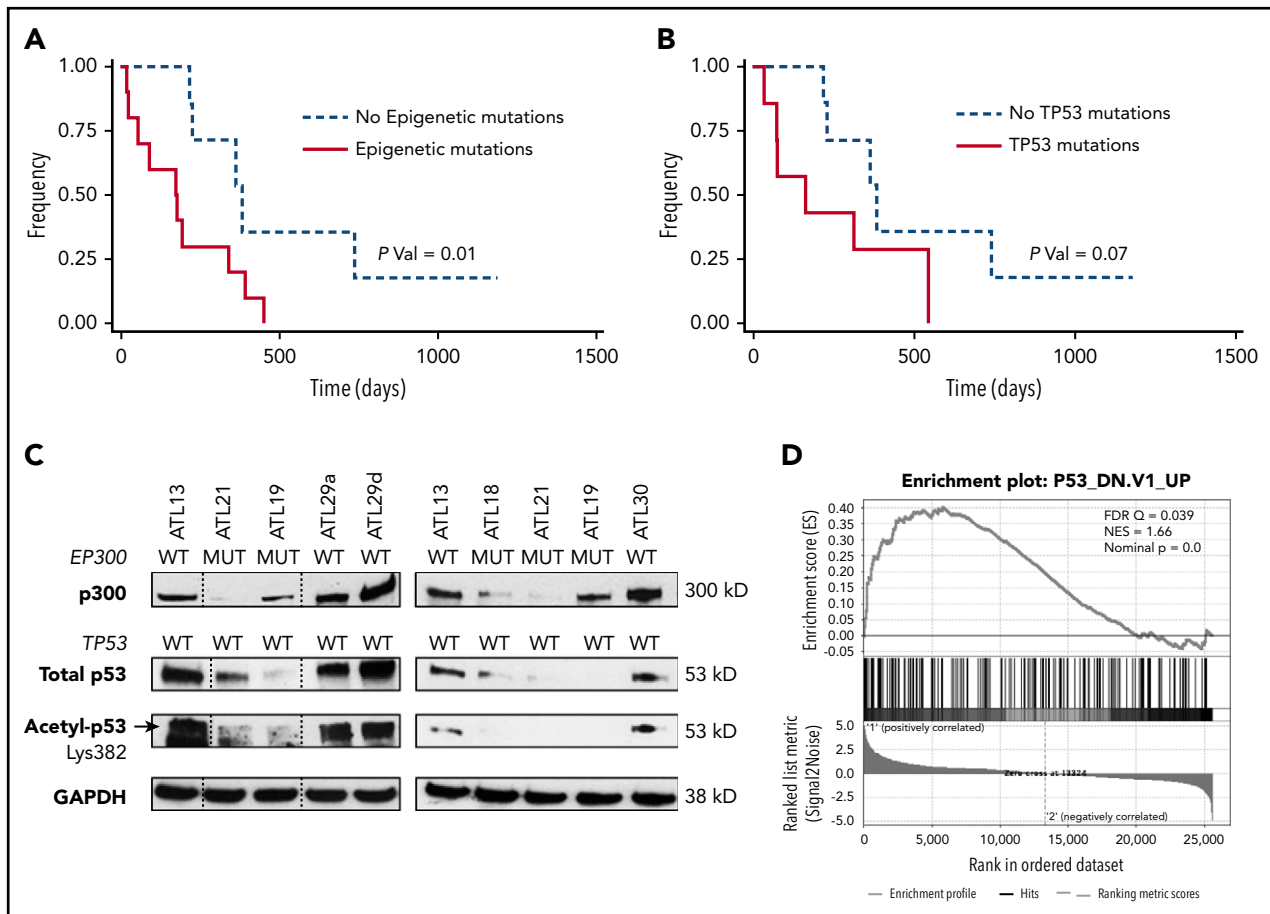 A
1.00
0.75
0.50
0.25
0.00
Frequency
No Epigenetic mutations
Epigenetic mutations
P Val = 0.01
0
500
1000
1500
Time (days)
B
1.00
0.75
0.50
0.25
0.00
Frequency
No TP53 mutations
TP53 mutations
P Val = 0.07
0
500
1000
1500
Time (days)
C
ATL13 ATL21 ATL19 ATL29a ATL29d ATL13 ATL18 ATL21 ATL19 ATL30
EP300 WT MUT MUT WT WT WT MUT MUT MUT WT
p300 300 kD
TP53 WT WT WT WT WT WT WT WT WT WT
Total p53 53 kD
Acetyl-p53 53 kD
Lys382
GAPDH 38 kD
D
Enrichment plot: P53_DN.V1_UP
Enrichment score (ES)
0.40
0.35
0.30
0.25
0.20
0.15
0.10
0.05
0.00
-0.05
FDR Q = 0.039
NES = 1.66
Nominal p = 0.0
Ranked list metric
(Signal2Noise)
5.0
2.5
0.0
-2.5
-5.0
'1' (positively correlated)
Zero cross at
'2' (negatively correlated)
0
5,000
10,000
15,000
20,000
25,000
Rank in ordered dataset
Enrichment profile
Hits
Ranking metric scores